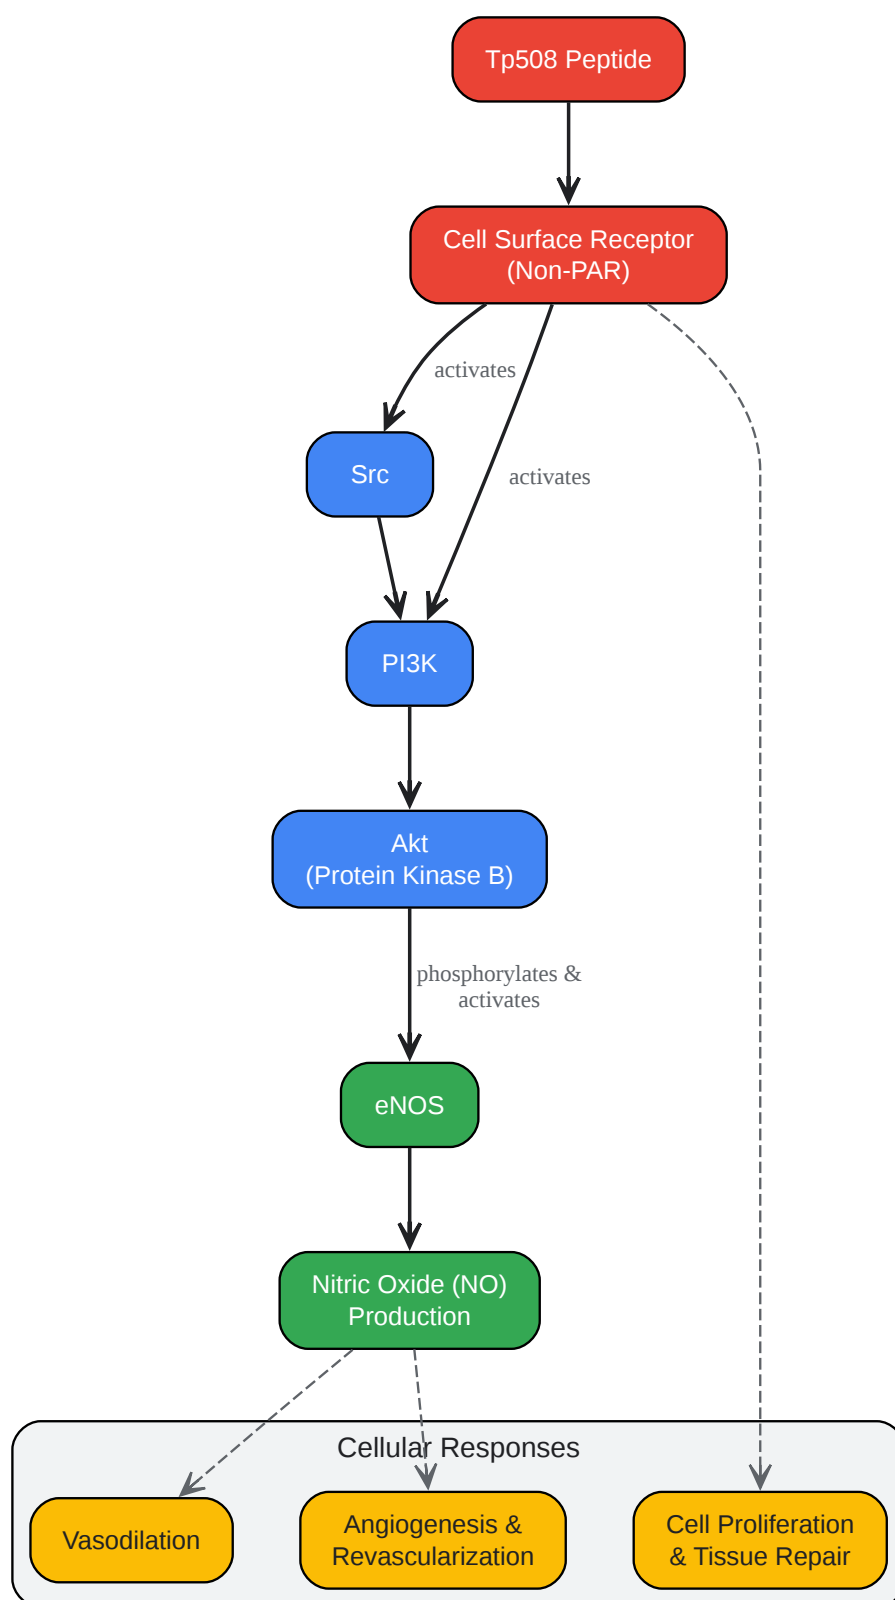 Tp508 Peptide
Cell Surface Receptor
(Non-PAR)
activates
Src
activates
PI3K
Akt
(Protein Kinase B)
phosphorylates &
activates
eNOS
Nitric Oxide (NO)
Production
Cellular Responses
Vasodilation
Angiogenesis &
Revascularization
Cell Proliferation
& Tissue Repair